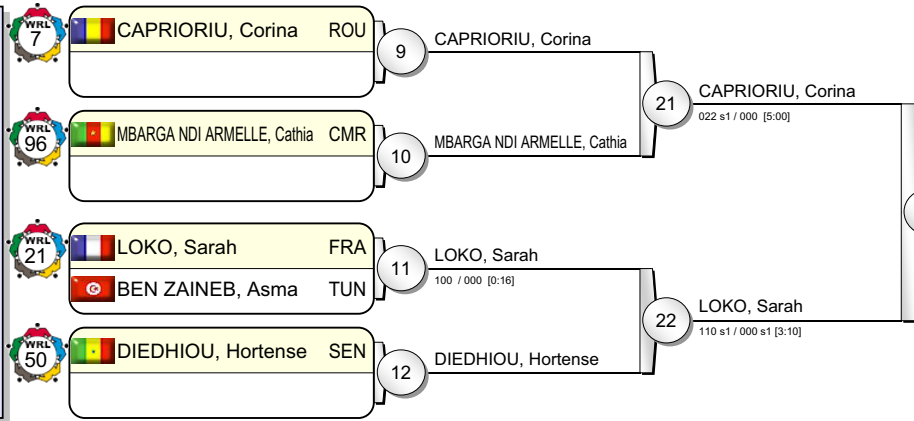 WRL
7
CAPRIORIU, Corina ROU
9
CAPRIORIU, Corina
WRL
96
MBARGA NDI ARMELLE, Cathia CMR
10
MBARGA NDI ARMELLE, Cathia
21
CAPRIORIU, Corina
022 s1 / 000 [5:00]
WRL
21
LOKO, Sarah FRA
BEN ZAINEB, Asma TUN
11
LOKO, Sarah
100 / 000 [0:16]
WRL
50
DIEDHIOU, Hortense SEN
12
DIEDHIOU, Hortense
22
LOKO, Sarah
110 s1 / 000 s1 [3:10]